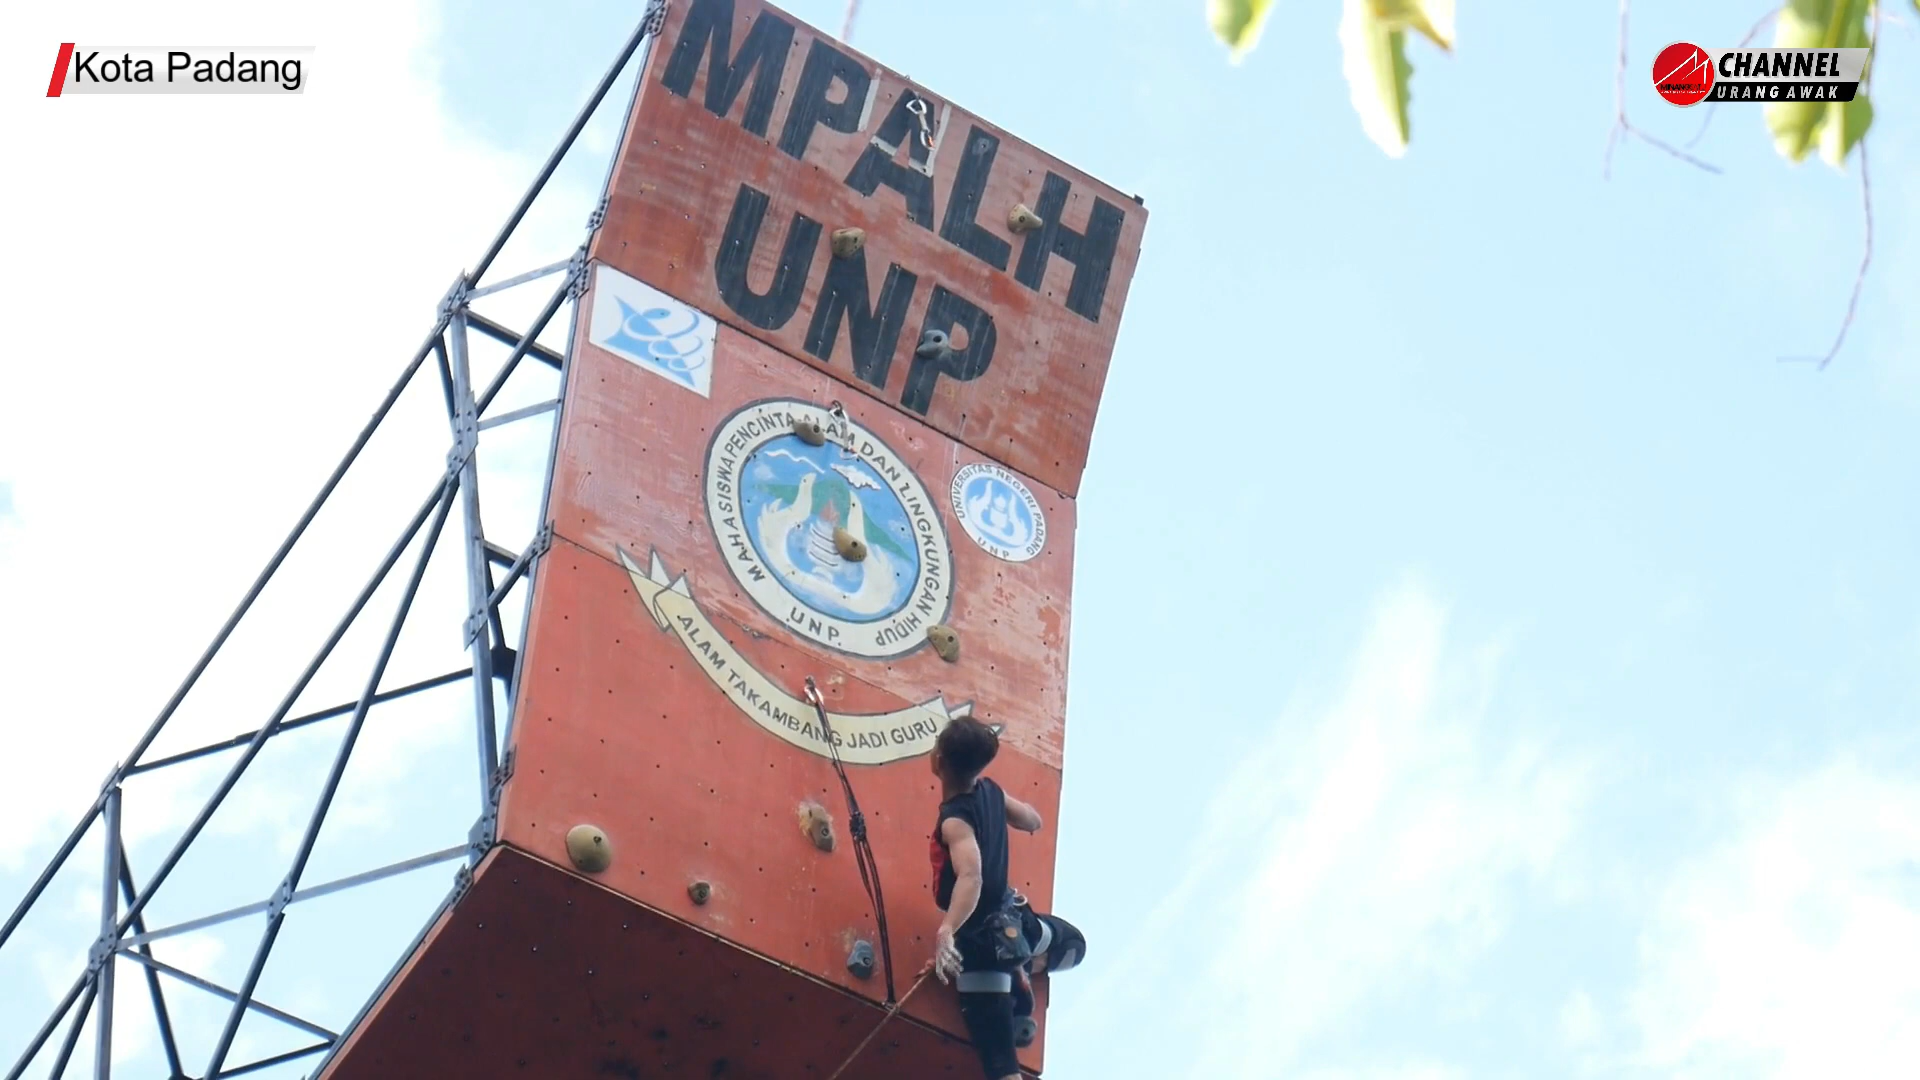 Kota Padang
CHANNEL
URANG AWAK
MPALH
UNP
MAHASISWA PENCINTA ALAM DAN LINGKUNGAN HIDUP
UNP.
UNIVERSITAS NEGERI PADANG
UNP
ALAM TAKAMBANG JADI GURU